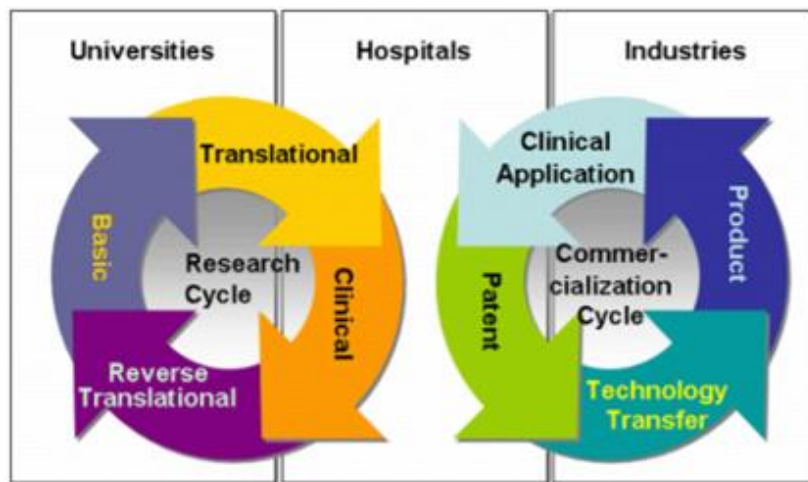 Universities
Hospitals
Industries
Translational
Clinical
Application
Basic
Research
Cycle
Clinical
Patent
Commer-
cialization
Cycle
Product
Reverse
Translational
Technology
Transfer